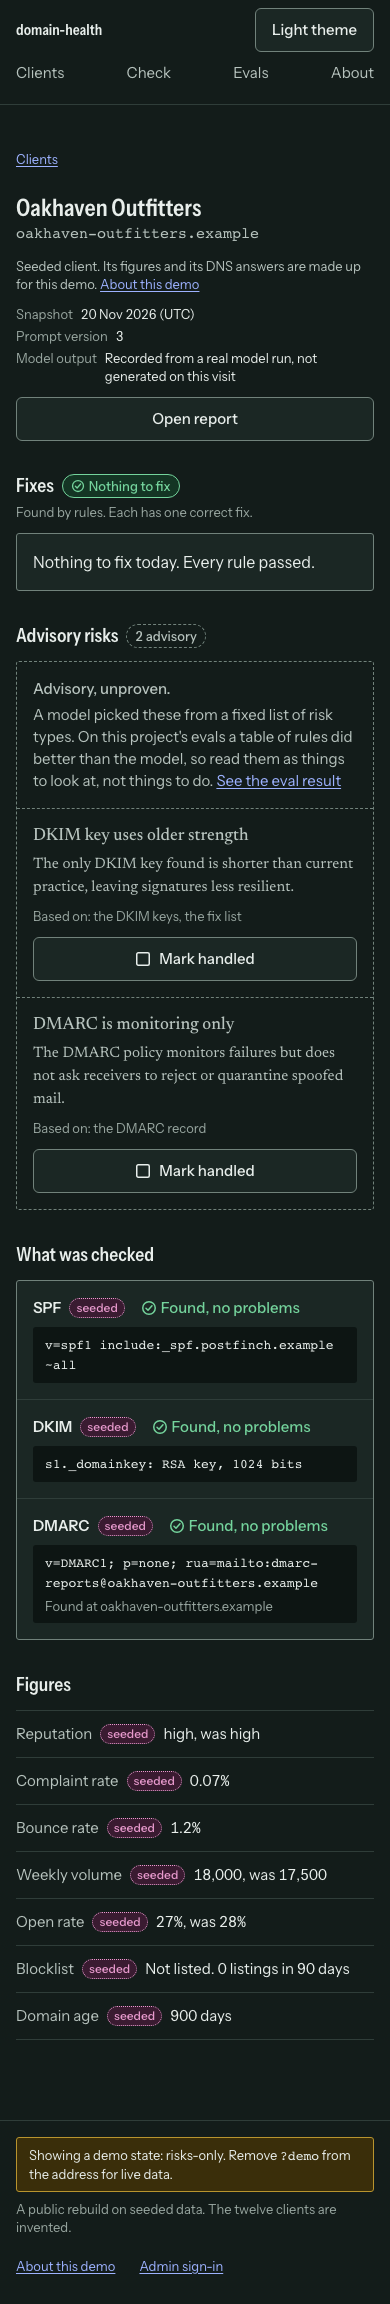 domain-health
Light theme
Clients Check Evals About
Clients
Oakhaven Outfitters
oakhaven-outfitters.example
Seeded client. Its figures and its DNS answers are made up
for this demo. About this demo
Snapshot 20 Nov 2026 (UTC)
Prompt version 3
Model output Recorded from a real model run, not
generated on this visit
Open report
Fixes Nothing to fix
Found by rules. Each has one correct fix.
Nothing to fix today. Every rule passed.
Advisory risks 2 advisory
Advisory, unproven.
A model picked these from a fixed list of risk
types. On this project's evals a table of rules did
better than the model, so read them as things
to look at, not things to do. See the eval result
DKIM key uses older strength
The only DKIM key found is shorter than current
practice, leaving signatures less resilient.
Based on: the DKIM keys, the fix list
Mark handled
DMARC is monitoring only
The DMARC policy monitors failures but does
not ask receivers to reject or quarantine spoofed
mail.
Based on: the DMARC record
Mark handled
What was checked
SPF seeded Found, no problems
v=spf1 include:_spf.postfinch.example
~all
DKIM seeded Found, no problems
s1._domainkey: RSA key, 1024 bits
DMARC seeded Found, no problems
v=DMARC1; p=none; rua=mailto:dmarc-
reports@oakhaven-outfitters.example
Found at oakhaven-outfitters.example
Figures
Reputation seeded high, was high
Complaint rate seeded 0.07%
Bounce rate seeded 1.2%
Weekly volume seeded 18,000, was 17,500
Open rate seeded 27%, was 28%
Blocklist seeded Not listed. 0 listings in 90 days
Domain age seeded 900 days
Showing a demo state: risks-only. Remove ?demo from
the address for live data.
A public rebuild on seeded data. The twelve clients are
invented.
About this demo Admin sign-in